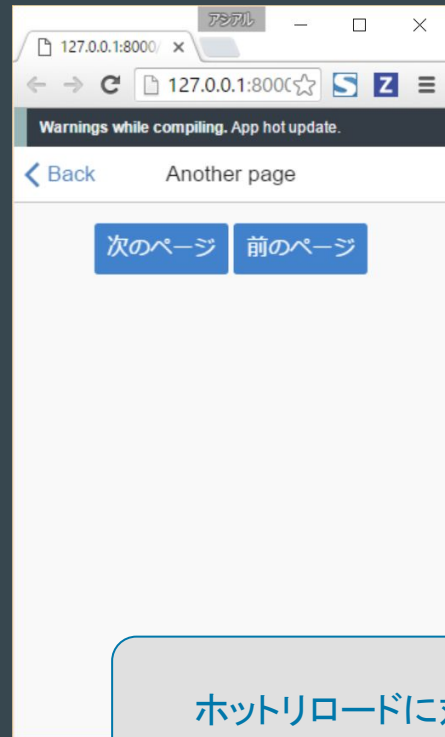 アシアル
127.0.0.1:8000/
127.0.0.1:800
Warnings while compiling. App hot update.
Back Another page
次のページ 前のページ
ホットリロードに